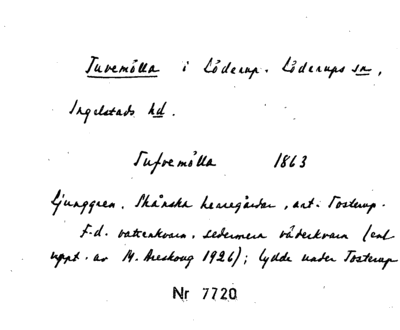 Tuvemölla i Löderup. Löderups sn,
Ingelstads hd.
Tufvemölla 1863
Ljunggren. Skånska herregårdar, art. Tosterup.
F.d. vattenkvarn, sedermera väderkvarn (enl
uppt. av M. Areskoug 1926); lydde under Tosterup
Nr 7720